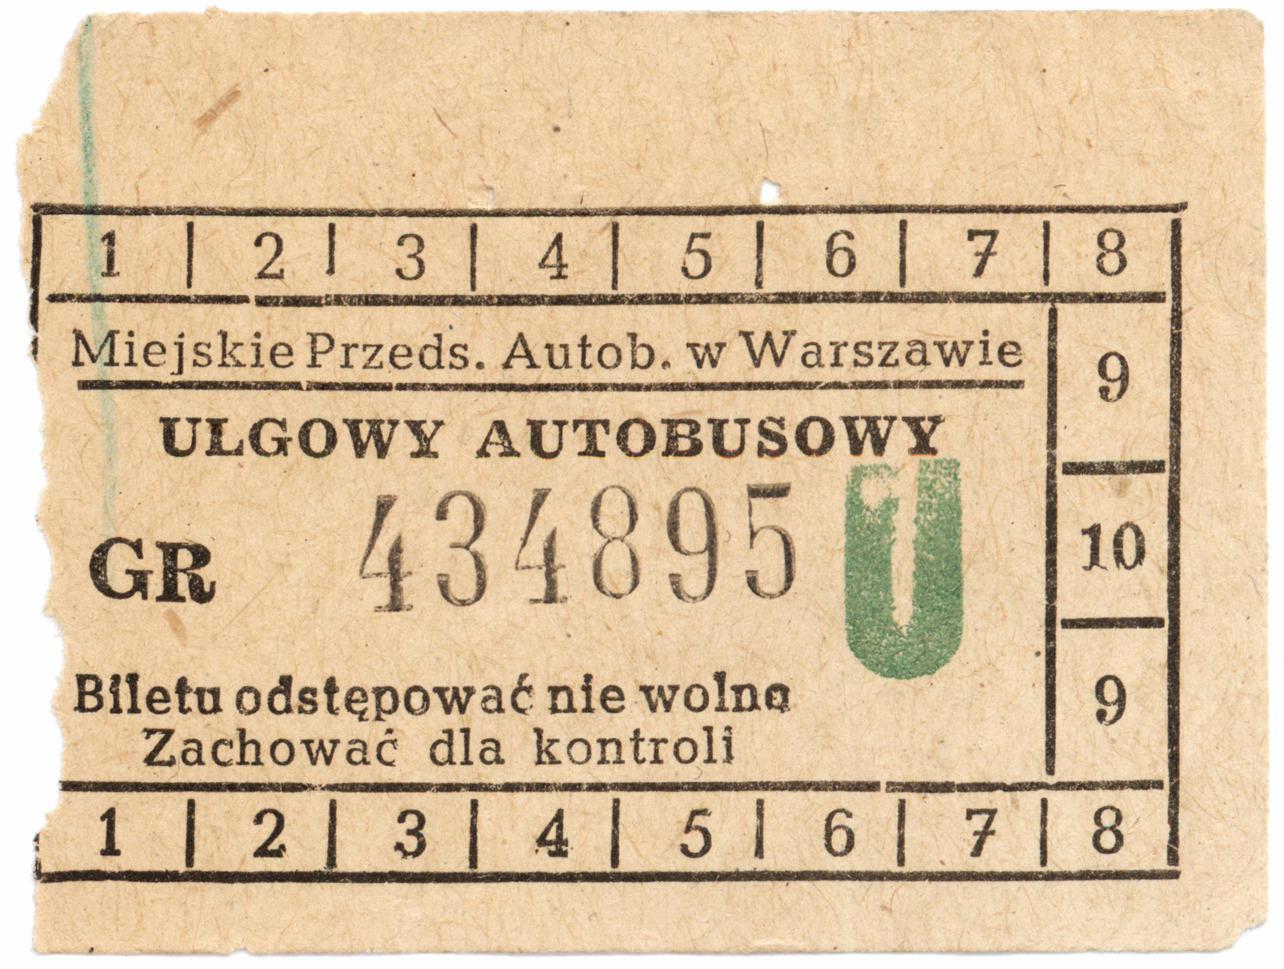 1 | 2 | 3 | 4 | 5 | 6 | 7 | 8
Miejskie Przeds. Autob. w Warszawie
9
ULGOWY AUTOBUSOWY
GR 434895 U
10
Biletu odstępować nie wolno
9
Zachować dla kontroli
1 | 2 | 3 | 4 | 5 | 6 | 7 | 8